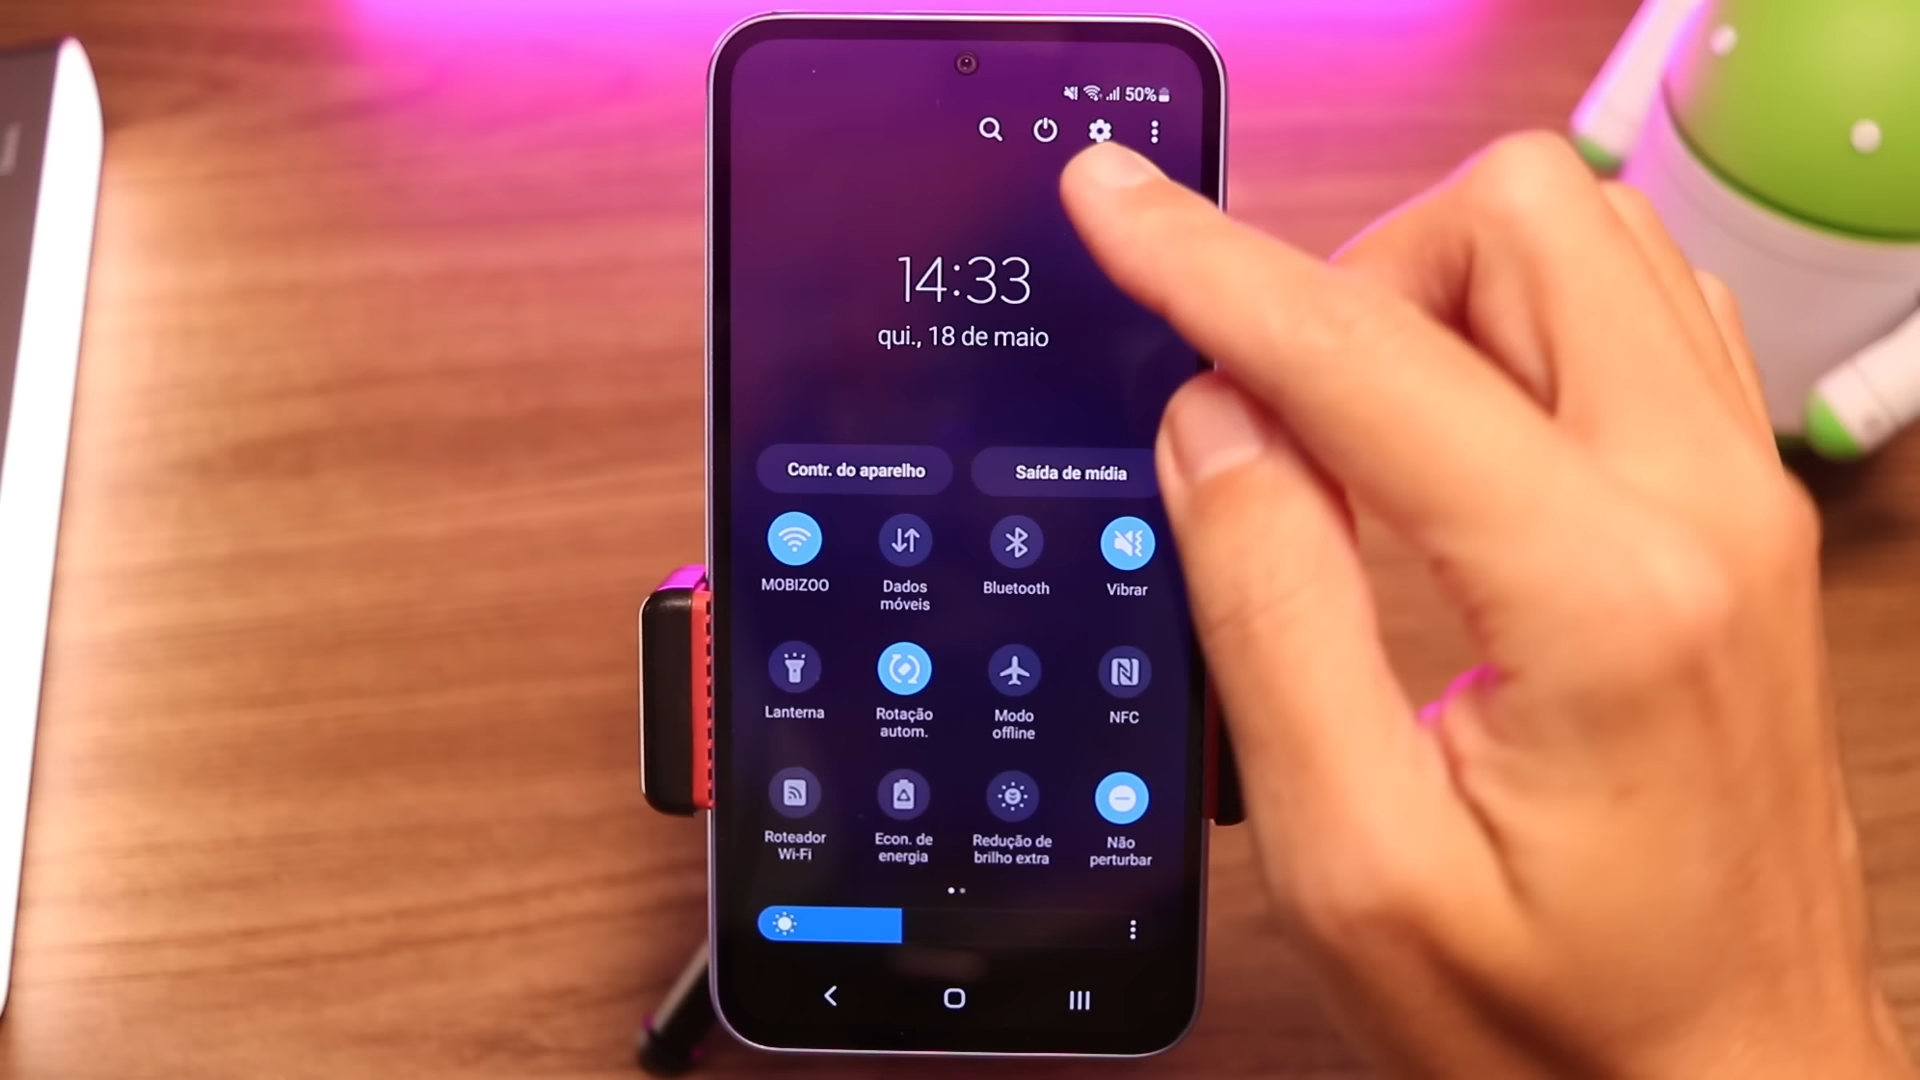 50%
14:33
qui., 18 de maio
Contr. do aparelho
Saída de mídia
MOBIZOO
Dados
móveis
Bluetooth
Vibrar
Lanterna
Rotação
autom.
Modo
offline
NFC
Roteador
Wi-Fi
Econ. de
energia
Redução de
brilho extra
Não
perturbar